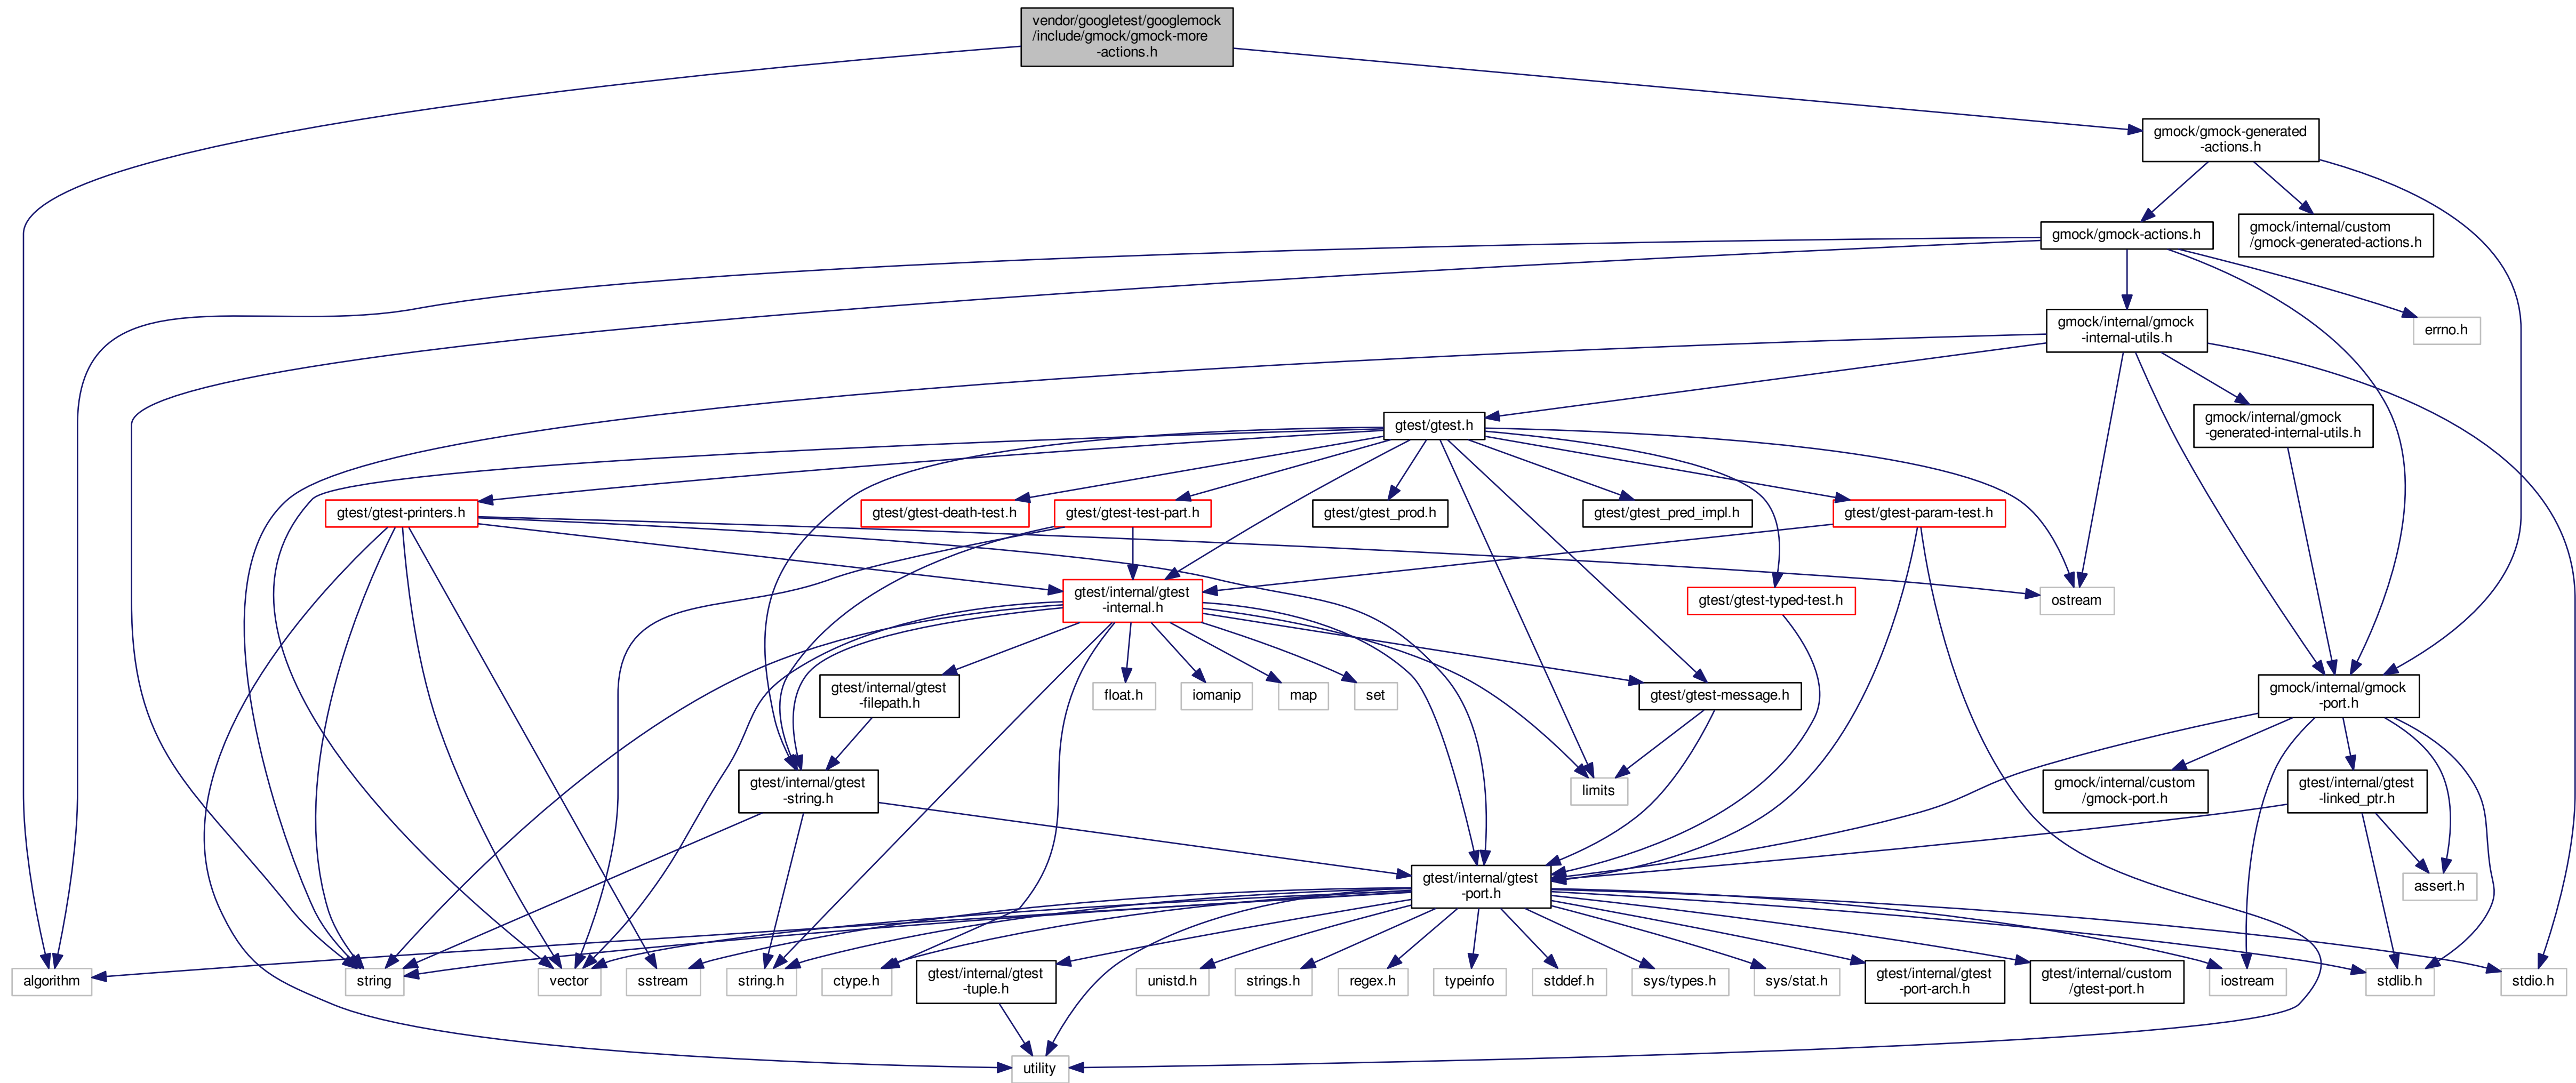 vendor/googletest/googlemock
/include/gmock/gmock-more
-actions.h
gmock/gmock-generated
-actions.h
gmock/gmock-actions.h
gmock/internal/custom
/gmock-generated-actions.h
gmock/internal/gmock
-internal-utils.h
errno.h
gtest/gtest.h
gmock/internal/gmock
-generated-internal-utils.h
gtest/gtest-printers.h
gtest/gtest-death-test.h
gtest/gtest-test-part.h
gtest/gtest_prod.h
gtest/gtest_pred_impl.h
gtest/gtest-param-test.h
gtest/internal/gtest
-internal.h
gtest/gtest-typed-test.h
ostream
gtest/internal/gtest
-filepath.h
float.h
iomanip
map
set
gtest/gtest-message.h
gmock/internal/gmock
-port.h
gtest/internal/gtest
-string.h
limits
gmock/internal/custom
/gmock-port.h
gtest/internal/gtest
-linked_ptr.h
gtest/internal/gtest
-port.h
assert.h
algorithm
string
vector
sstream
string.h
ctype.h
gtest/internal/gtest
-tuple.h
unistd.h
strings.h
regex.h
typeinfo
stddef.h
sys/types.h
sys/stat.h
gtest/internal/gtest
-port-arch.h
gtest/internal/custom
/gtest-port.h
iostream
stdlib.h
stdio.h
utility